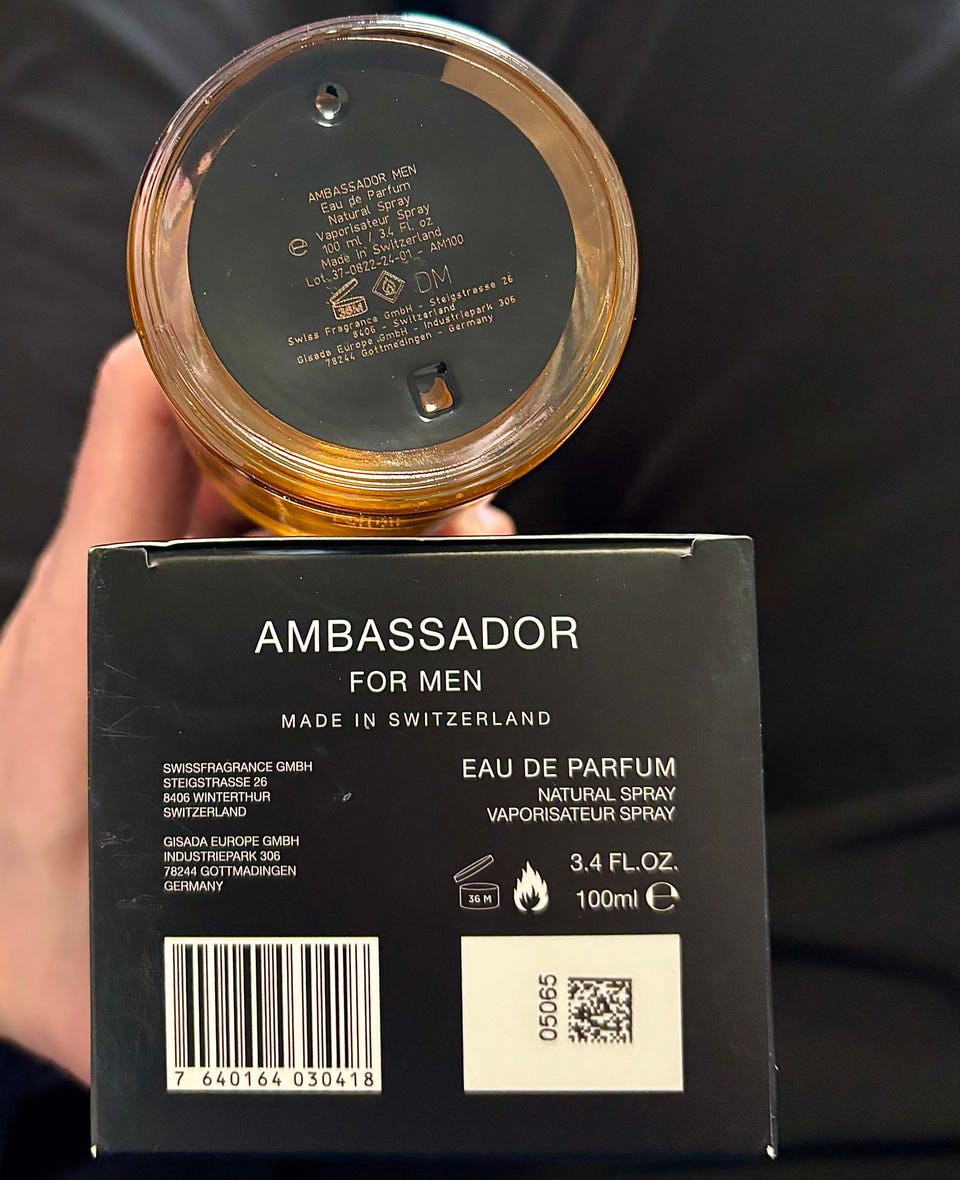 AMBASSADOR MEN
Eau de Parfum
Natural Spray
Vaporisateur Spray
e 100 ml / 3.4 FL. oz
Made in Switzerland
Lot 37-0822-24-01 - AM100
36M DM
Swiss Fragrance GmbH - Steigstrasse 26
8406 - Switzerland
Gisada Europe GmbH - Industriepark 306
78244 Gottmadingen - Germany
AMBASSADOR
FOR MEN
MADE IN SWITZERLAND
SWISSFRAGRANCE GMBH
STEIGSTRASSE 26
8406 WINTERTHUR
SWITZERLAND
GISADA EUROPE GMBH
INDUSTRIEPARK 306
78244 GOTTMADINGEN
GERMANY
EAU DE PARFUM
NATURAL SPRAY
VAPORISATEUR SPRAY
36 M
3.4 FL.OZ.
100ml e
7 640164 030418
05065